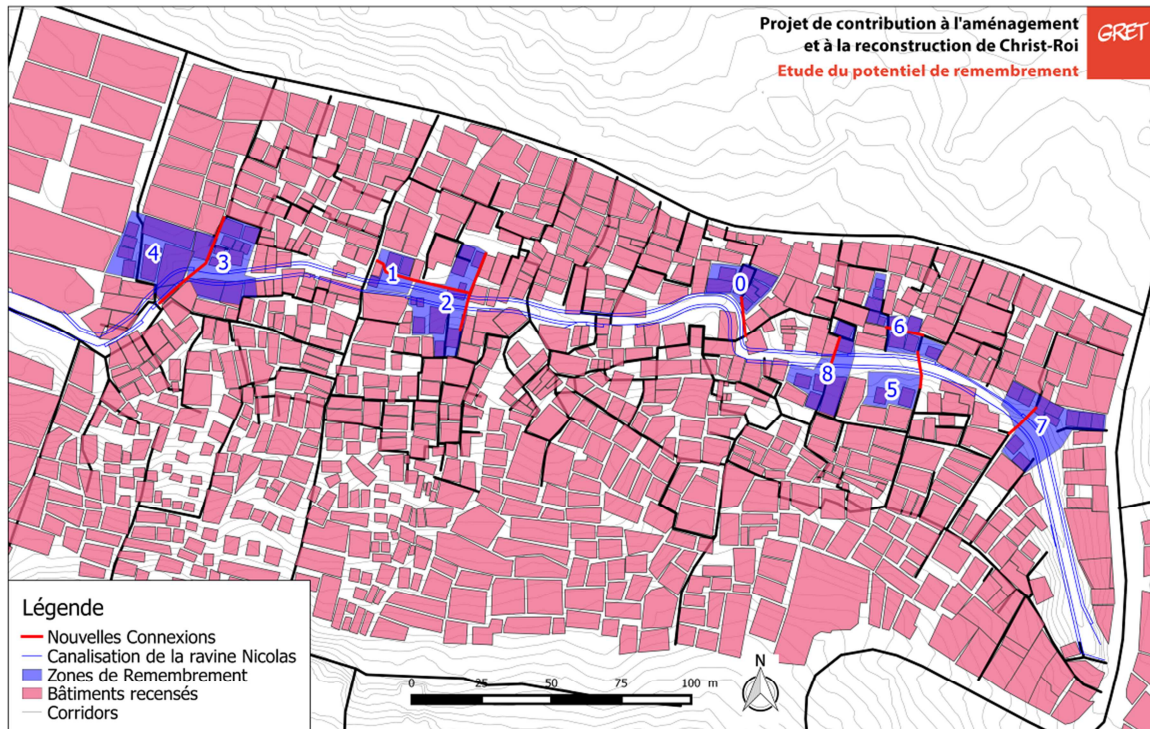 Projet de contribution à l'aménagement
et à la reconstruction de Christ-Roi
Etude du potentiel de remembrement
GRET
4
3
1
2
0
6
8
5
7
Légende
Nouvelles Connexions
Canalisation de la ravine Nicolas
Zones de Remembrement
Bâtiments recensés
Corridors
0 25 50 75 100 m
N